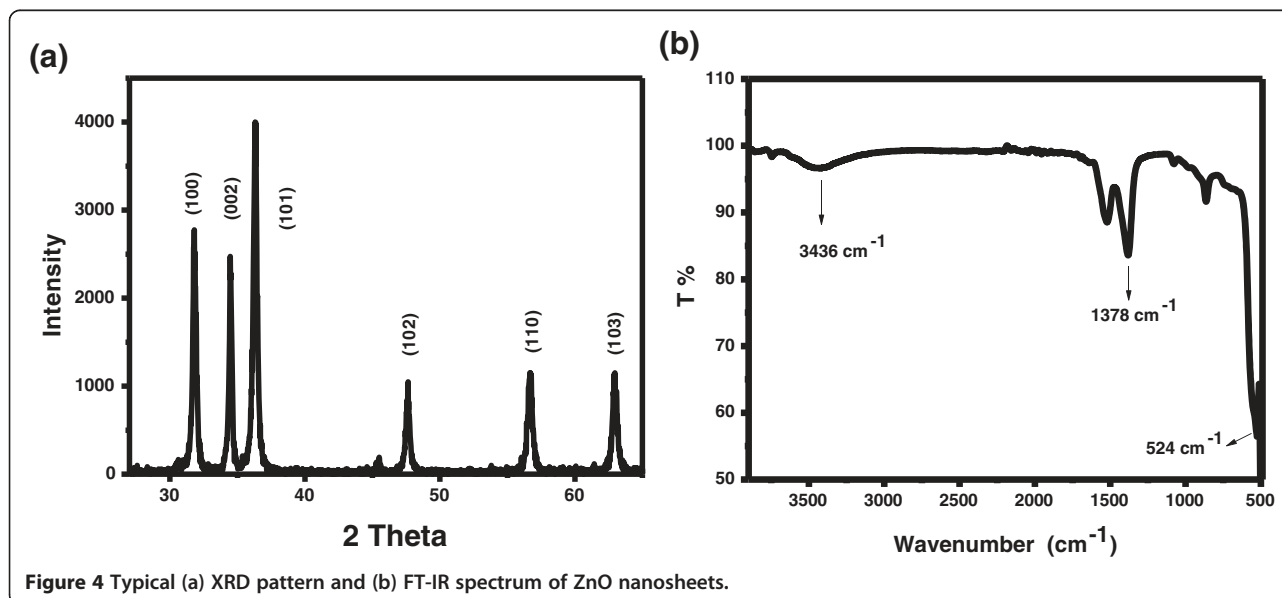 (a)
Intensity
4000
3000
2000
1000
0
(100)
(002)
(101)
(102)
(110)
(103)
30
40
50
60
2 Theta
(b)
T %
110
100
90
80
70
60
50
3436 cm-1
1378 cm-1
524 cm-1
3500
3000
2500
2000
1500
1000
500
Wavenumber (cm-1)
Figure 4 Typical (a) XRD pattern and (b) FT-IR spectrum of ZnO nanosheets.